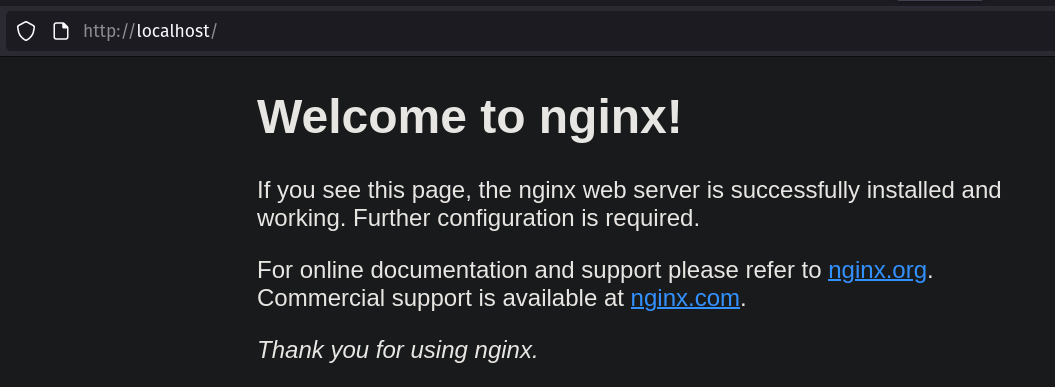 http://localhost/
Welcome to nginx!
If you see this page, the nginx web server is successfully installed and
working. Further configuration is required.
For online documentation and support please refer to nginx.org.
Commercial support is available at nginx.com.
Thank you for using nginx.